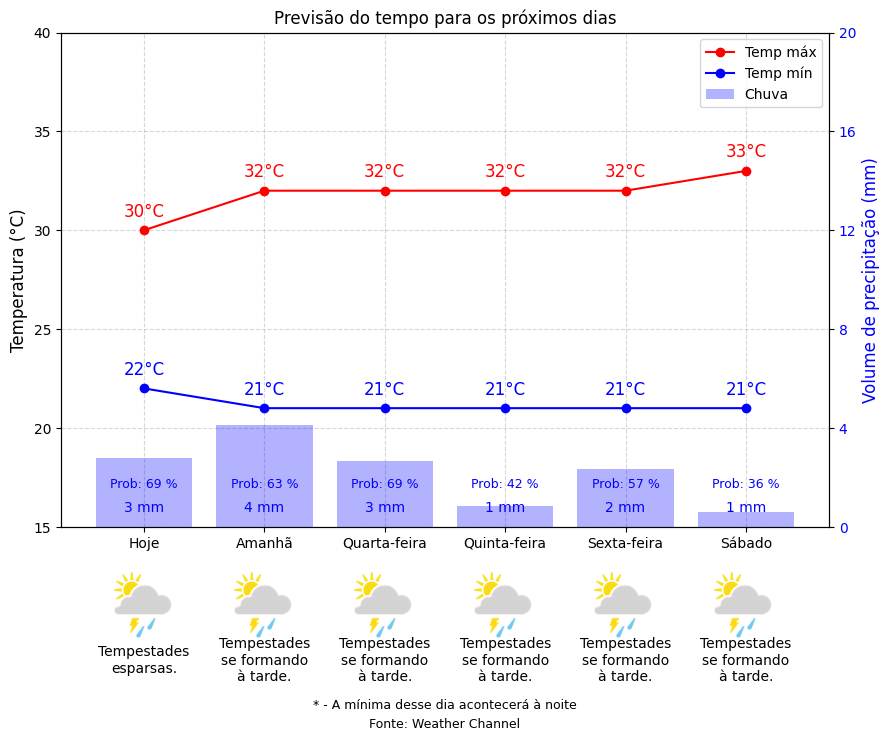 Previsão do tempo para os próximos dias
Temperatura (°C)
40
35
30
25
20
15
Volume de precipitação (mm)
20
16
12
8
4
0
Temp máx
Temp mín
Chuva
30°C
32°C
32°C
32°C
32°C
33°C
22°C
21°C
21°C
21°C
21°C
21°C
Prob: 69 %
Prob: 63 %
Prob: 69 %
Prob: 42 %
Prob: 57 %
Prob: 36 %
3 mm
4 mm
3 mm
1 mm
2 mm
1 mm
Hoje
Amanhã
Quarta-feira
Quinta-feira
Sexta-feira
Sábado
Tempestades
esparsas.
Tempestades
se formando
à tarde.
Tempestades
se formando
à tarde.
Tempestades
se formando
à tarde.
Tempestades
se formando
à tarde.
Tempestades
se formando
à tarde.
* - A mínima desse dia acontecerá à noite
Fonte: Weather Channel